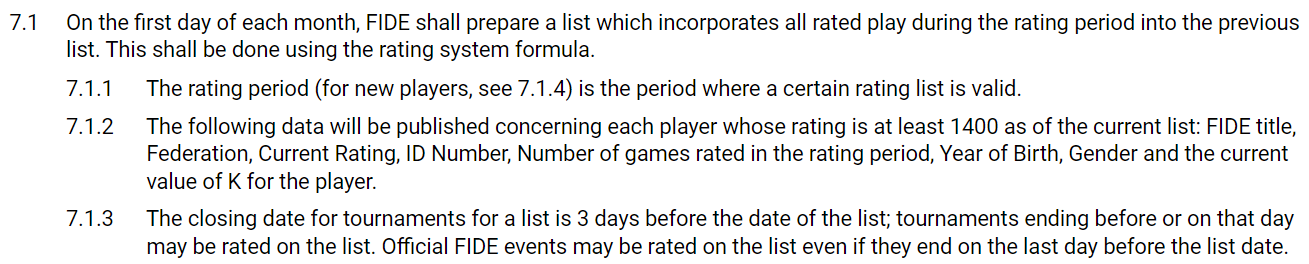 7.1 On the first day of each month, FIDE shall prepare a list which incorporates all rated play during the rating period into the previous
list. This shall be done using the rating system formula.
7.1.1 The rating period (for new players, see 7.1.4) is the period where a certain rating list is valid.
7.1.2 The following data will be published concerning each player whose rating is at least 1400 as of the current list: FIDE title,
Federation, Current Rating, ID Number, Number of games rated in the rating period, Year of Birth, Gender and the current
value of K for the player.
7.1.3 The closing date for tournaments for a list is 3 days before the date of the list; tournaments ending before or on that day
may be rated on the list. Official FIDE events may be rated on the list even if they end on the last day before the list date.